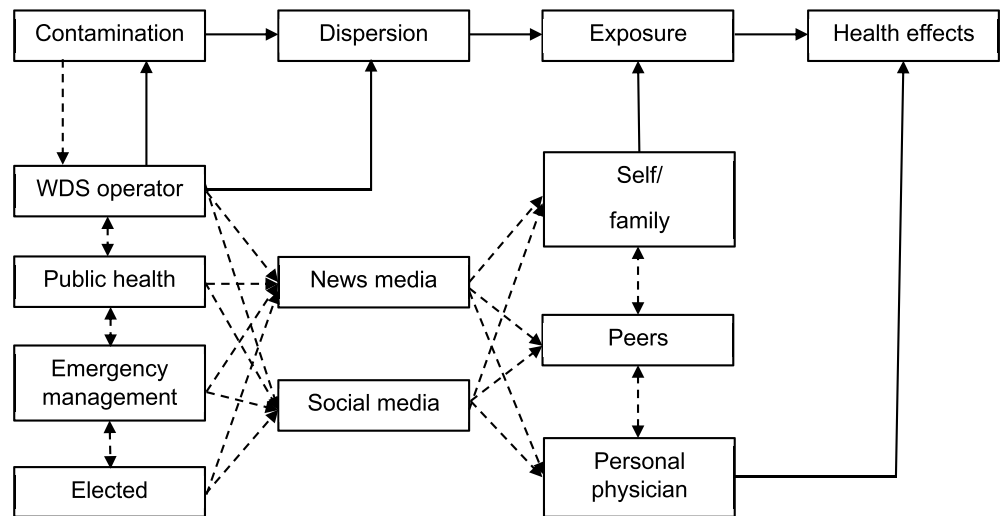 Contamination
Dispersion
Exposure
Health effects
WDS operator
Self/
family
Public health
News media
Peers
Emergency
management
Social media
Personal
physician
Elected